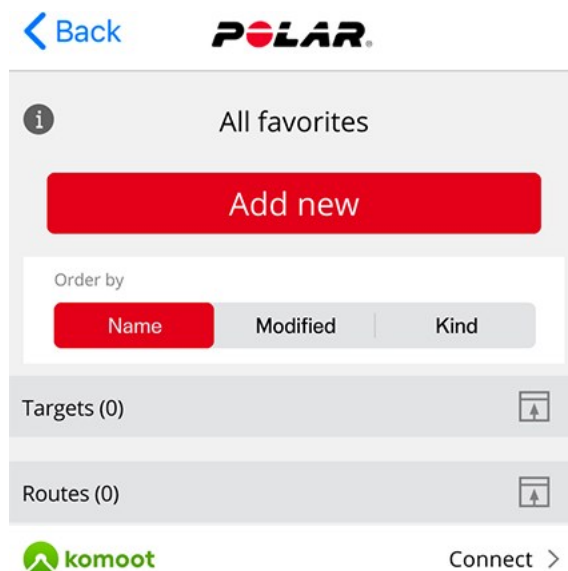 Back POLAR®
i All favorites
Add new
Order by
Name Modified Kind
Targets (0)
Routes (0)
komoot Connect >